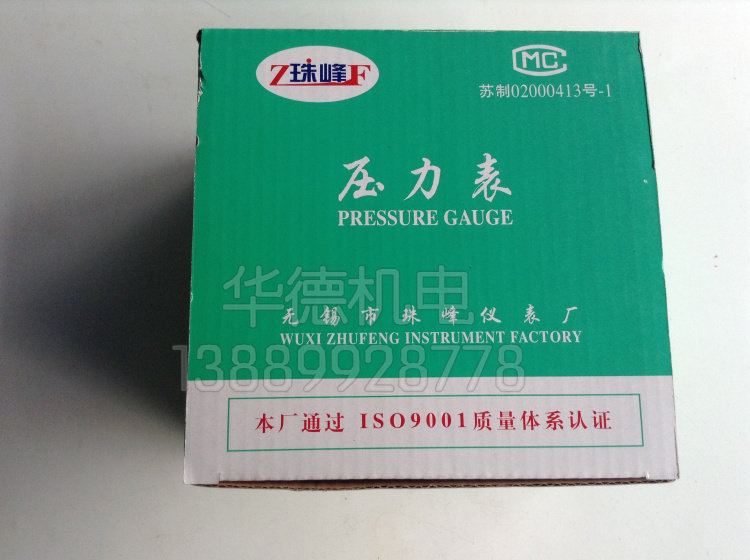 Z珠峰F
MC
苏制02000413号-1
压力表
PRESSURE GAUGE
华德机电
无锡市珠峰仪表厂
WUXI ZHUFENG INSTRUMENT FACTORY
13889928778
本厂通过 ISO9001质量体系认证